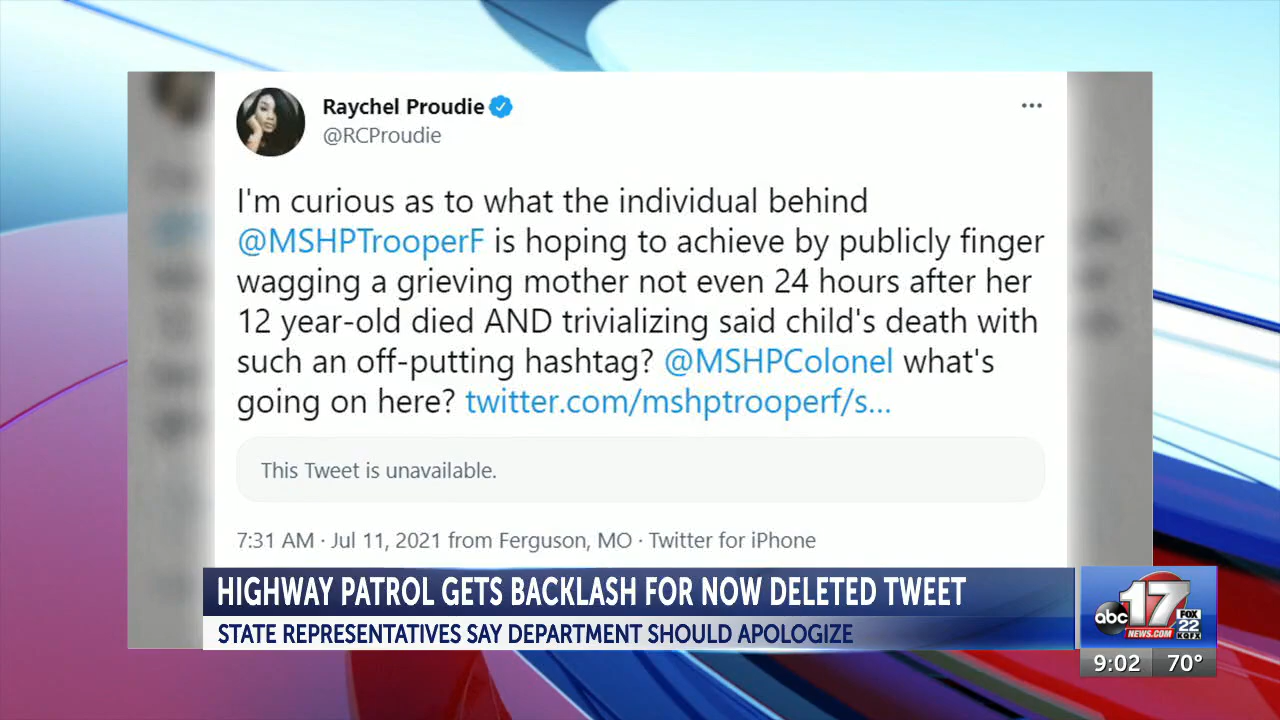 Raychel Proudie
@RCProudie
I'm curious as to what the individual behind
@MSHPTrooperF is hoping to achieve by publicly finger
wagging a grieving mother not even 24 hours after her
12 year-old died AND trivializing said child's death with
such an off-putting hashtag? @MSHPColonel what's
going on here? twitter.com/mshptrooperf/s...
This Tweet is unavailable.
7:31 AM · Jul 11, 2021 from Ferguson, MO · Twitter for iPhone
HIGHWAY PATROL GETS BACKLASH FOR NOW DELETED TWEET
STATE REPRESENTATIVES SAY DEPARTMENT SHOULD APOLOGIZE
abc 17 NEWS.COM
FOX 22 KQFX
9:02 70°